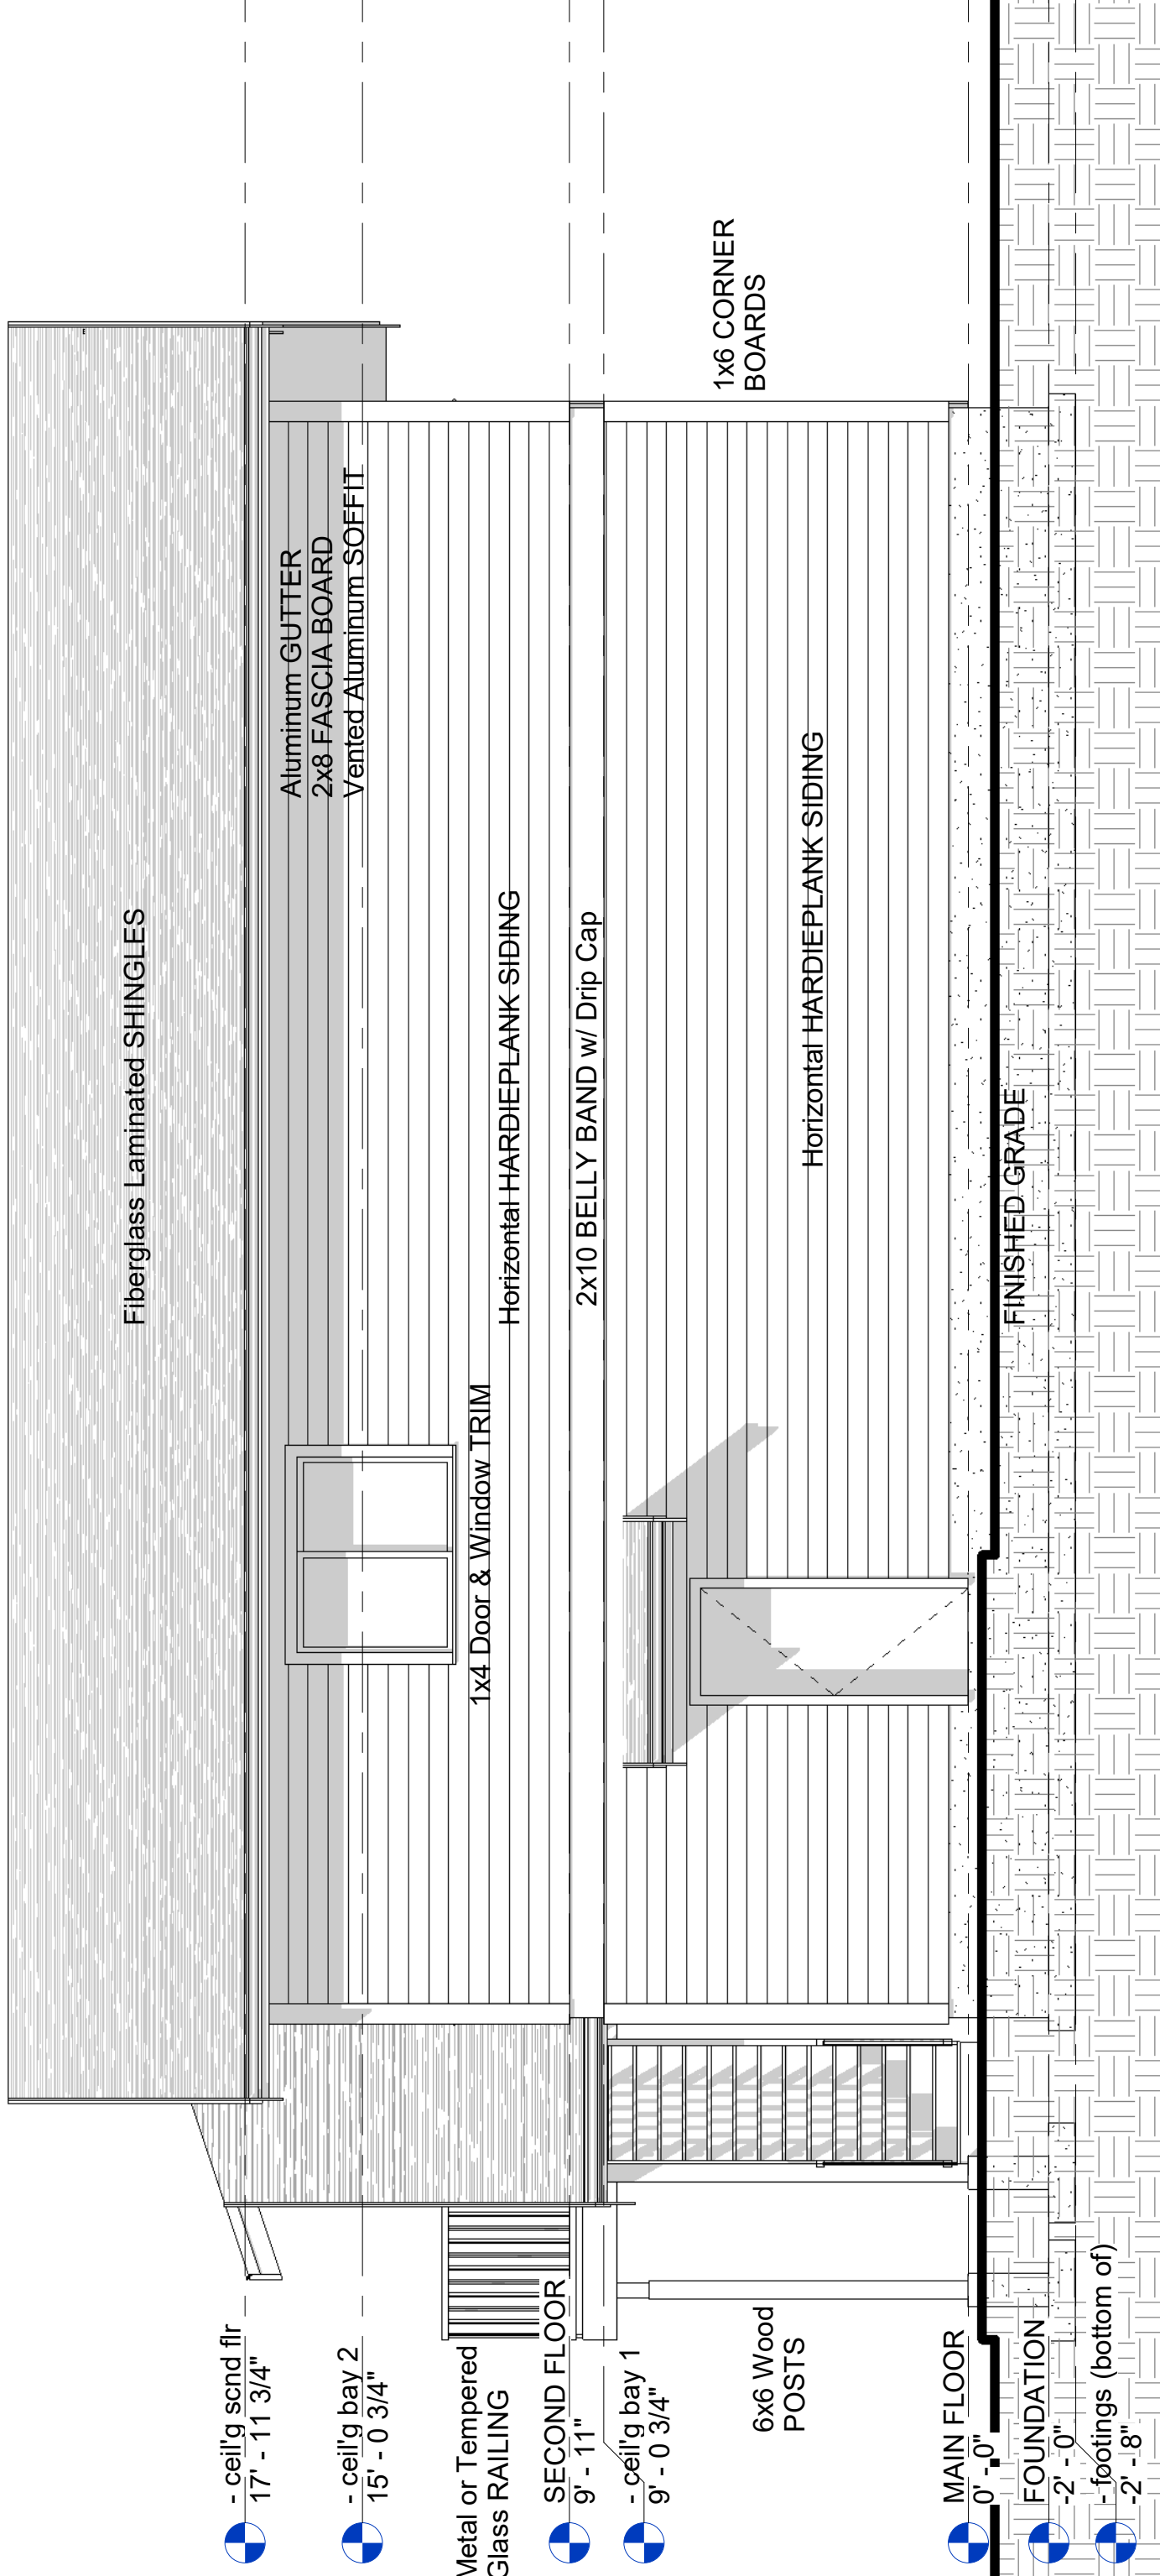 Fiberglass Laminated SHINGLES
- ceil'g scnd flr
17' - 11 3/4"
Aluminum GUTTER
2x8 FASCIA BOARD
Vented Aluminum SOFFIT
- ceil'g bay 2
15' - 0 3/4"
Metal or Tempered
Glass RAILING
1x4 Door & Window TRIM
Horizontal HARDIEPLANK SIDING
SECOND FLOOR
9' - 11"
2x10 BELLY BAND w/ Drip Cap
- ceil'g bay 1
9' - 0 3/4"
1x6 CORNER
BOARDS
6x6 Wood
POSTS
Horizontal HARDIEPLANK SIDING
MAIN FLOOR
0' - 0"
FINISHED GRADE
FOUNDATION
-2' - 0"
- footings (bottom of)
-2' - 8"